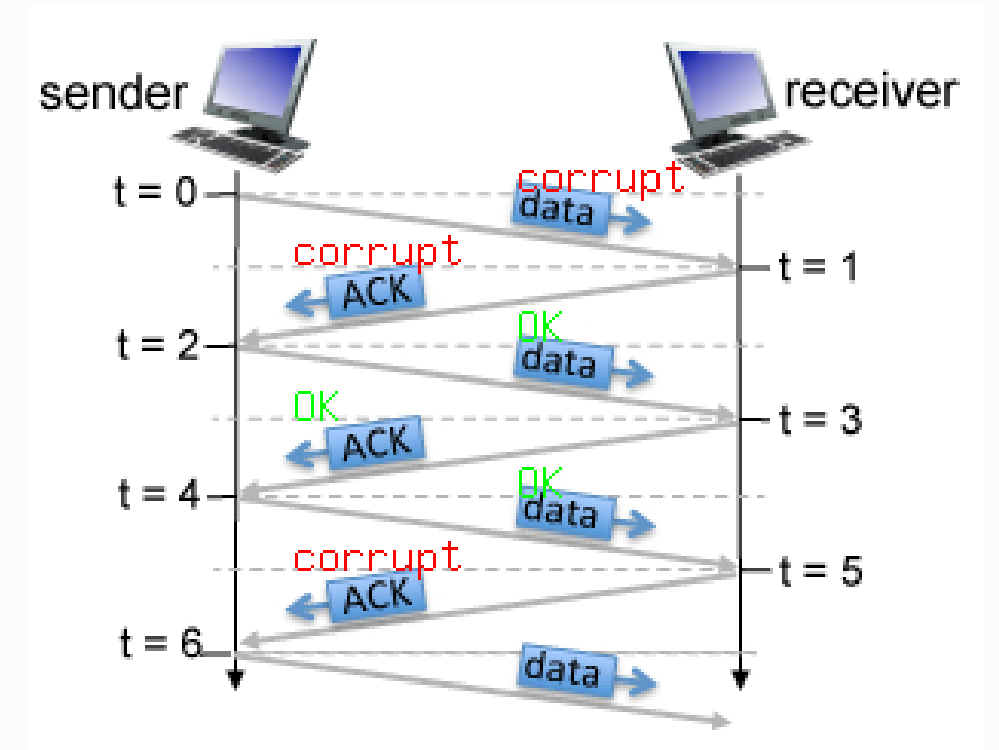 sender
receiver
t = 0
corrupt
data
corrupt
t = 1
ACK
OK
t = 2
data
OK
t = 3
ACK
OK
t = 4
data
corrupt
t = 5
ACK
t = 6
data